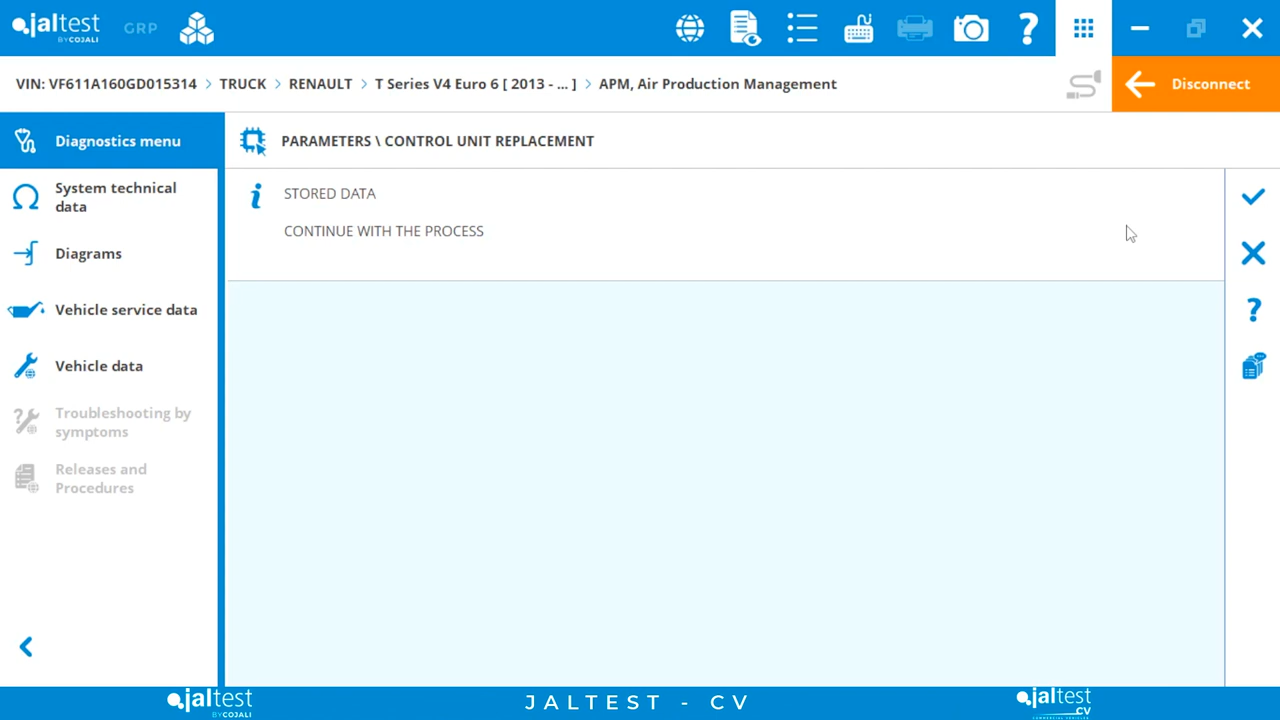 jaltest
BY COJALI
GRP
VIN: VF611A160GD015314 > TRUCK > RENAULT > T Series V4 Euro 6 [ 2013 - ... ] > APM, Air Production Management
Disconnect
Diagnostics menu
PARAMETERS \ CONTROL UNIT REPLACEMENT
System technical
data
Diagrams
Vehicle service data
Vehicle data
Troubleshooting by
symptoms
Releases and
Procedures
STORED DATA
CONTINUE WITH THE PROCESS
jaltest
BY COJALI
JALTEST - CV
jaltest
CV
COMMERCIAL VEHICLES